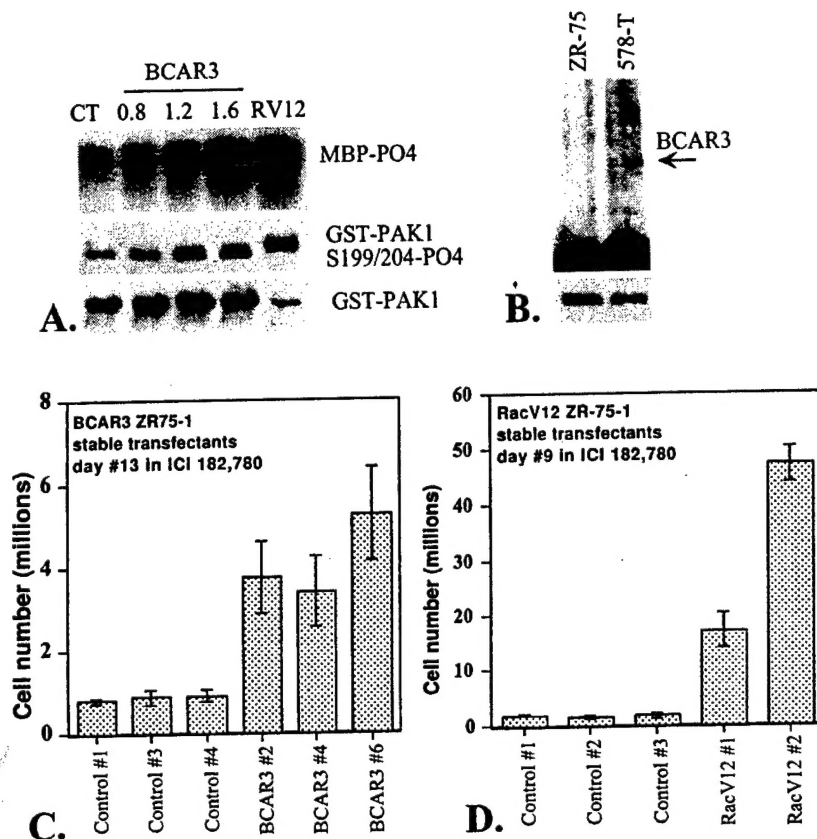 BCAR3
CT 0.8 1.2 1.6 RV12
MBP-PO4
GST-PAK1
S199/204-PO4
GST-PAK1
A.
ZR-75
578-T
BCAR3
B.
8
6
4
2
0
Cell number (millions)
BCAR3 ZR75-1
stable transfectants
day #13 in ICI 182,780
Control #1
Control #3
Control #4
BCAR3 #2
BCAR3 #4
BCAR3 #6
C.
60
50
40
30
20
10
0
Cell number (millions)
RacV12 ZR-75-1
stable transfectants
day #9 in ICI 182,780
Control #1
Control #2
Control #3
RacV12 #1
RacV12 #2
D.